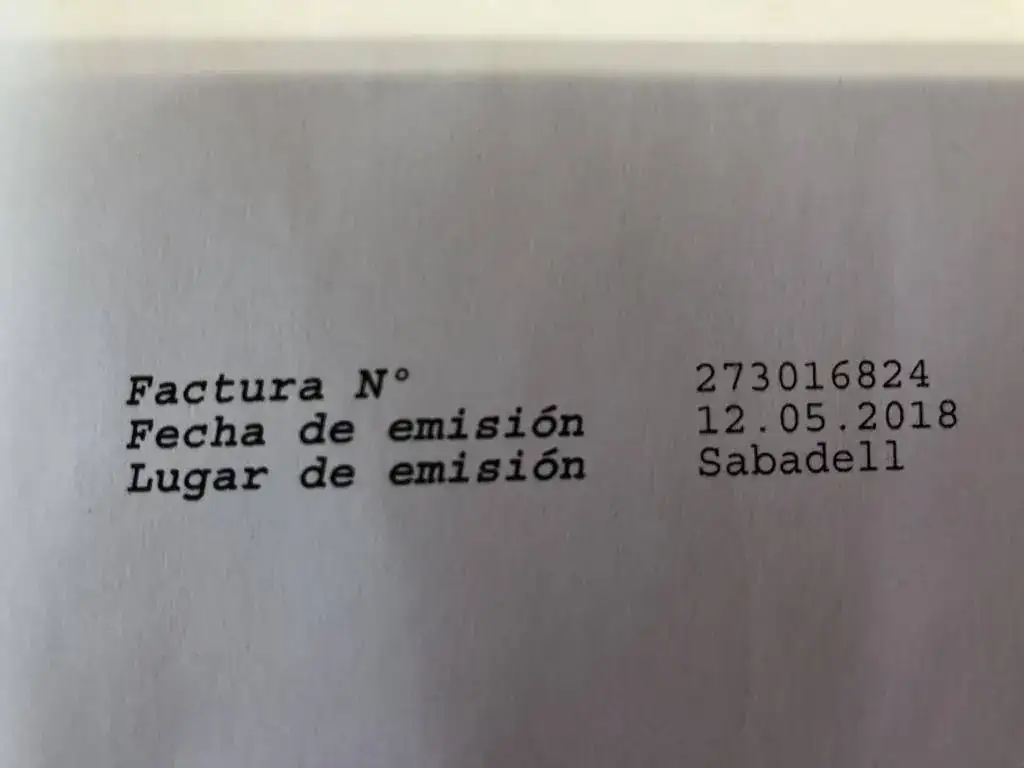 Factura N° 273016824
Fecha de emisión 12.05.2018
Lugar de emisión Sabadell